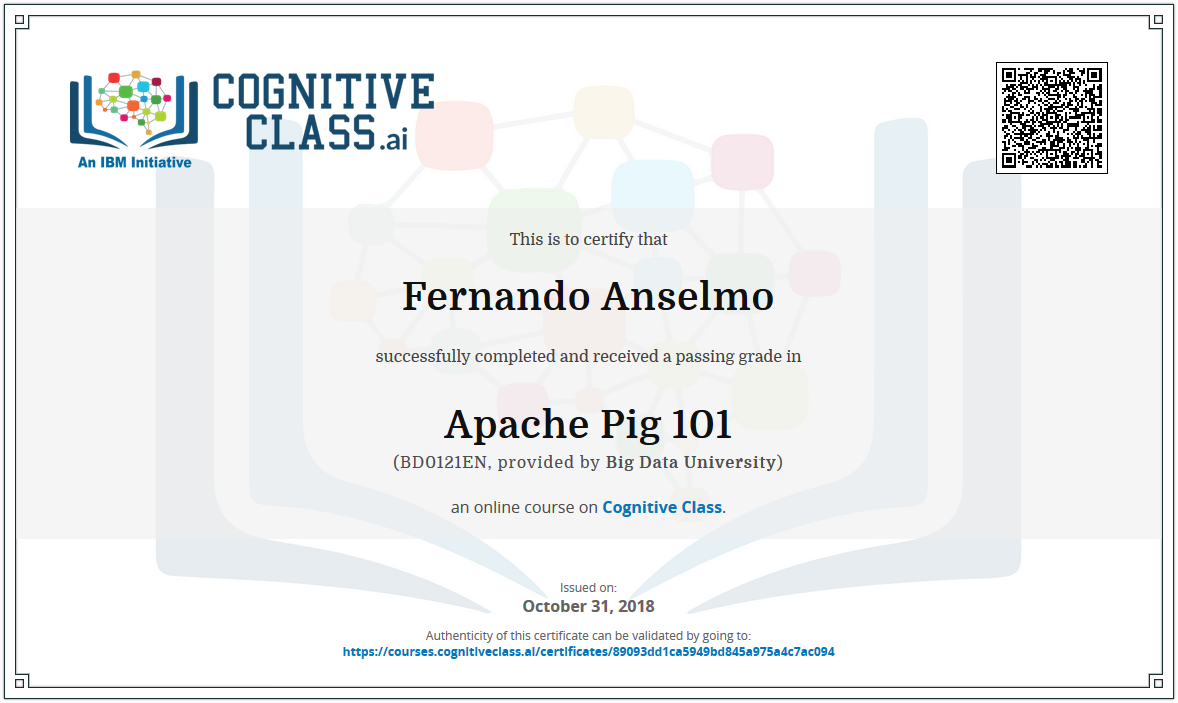 COGNITIVE
CLASS.ai
An IBM Initiative
This is to certify that
Fernando Anselmo
successfully completed and received a passing grade in
Apache Pig 101
(BD0121EN, provided by Big Data University)
an online course on Cognitive Class.
Issued on:
October 31, 2018
Authenticity of this certificate can be validated by going to:
https://courses.cognitiveclass.ai/certificates/89093dd1ca5949bd845a975a4c7ac094